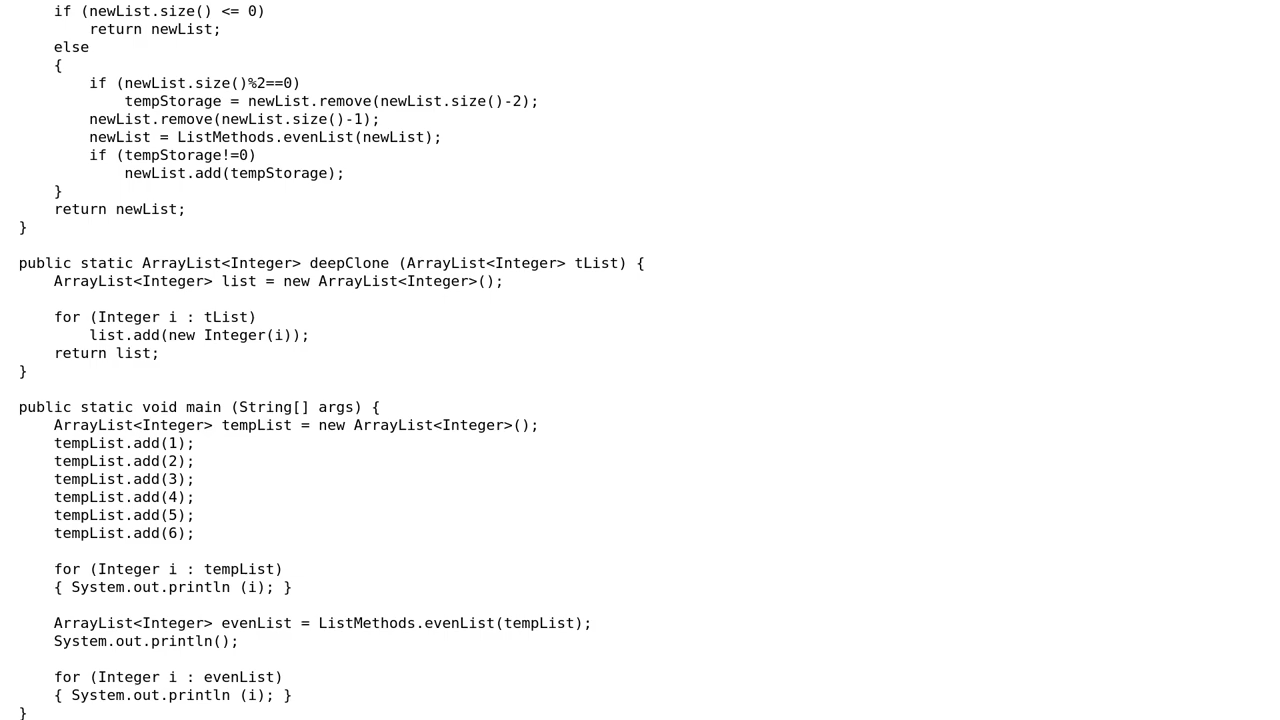 if (newList.size() <= 0)
        return newList;
    else
    {
        if (newList.size()%2==0)
            tempStorage = newList.remove(newList.size()-2);
        newList.remove(newList.size()-1);
        newList = ListMethods.evenList(newList);
        if (tempStorage!=0)
            newList.add(tempStorage);
    }
    return newList;
}
public static ArrayList<Integer> deepClone (ArrayList<Integer> tList) {
    ArrayList<Integer> list = new ArrayList<Integer>();
    for (Integer i : tList)
        list.add(new Integer(i));
    return list;
}
public static void main (String[] args) {
    ArrayList<Integer> tempList = new ArrayList<Integer>();
    tempList.add(1);
    tempList.add(2);
    tempList.add(3);
    tempList.add(4);
    tempList.add(5);
    tempList.add(6);
    for (Integer i : tempList)
    { System.out.println (i); }
    ArrayList<Integer> evenList = ListMethods.evenList(tempList);
    System.out.println();
    for (Integer i : evenList)
    { System.out.println (i); }
}